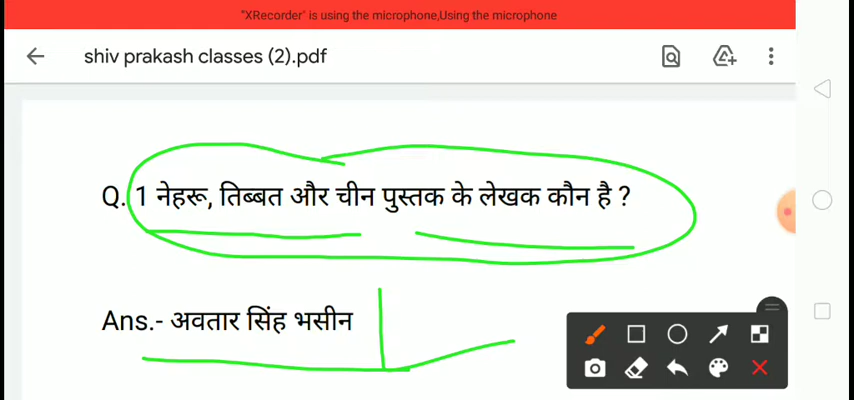 "XRecorder" is using the microphone,Using the microphone
shiv prakash classes (2).pdf
Q. 1 नेहरू, तिब्बत और चीन पुस्तक के लेखक कौन है ?
Ans.- अवतार सिंह भसीन